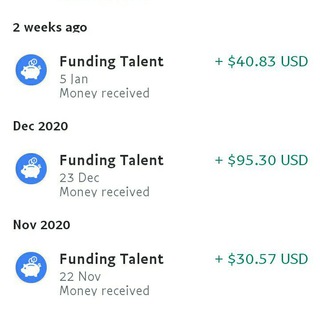 2 weeks ago
Funding Talent + $40.83 USD
5 Jan
Money received
Dec 2020
Funding Talent + $95.30 USD
23 Dec
Money received
Nov 2020
Funding Talent + $30.57 USD
22 Nov
Money received